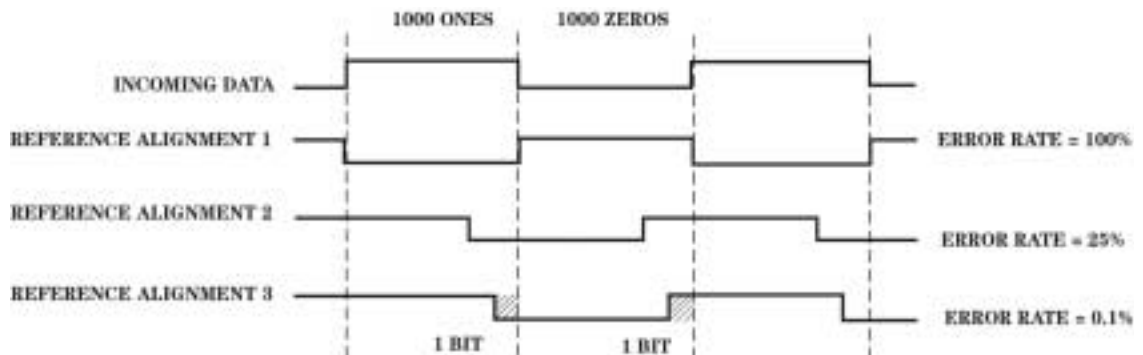 1000 ONES 1000 ZEROS
INCOMING DATA
REFERENCE ALIGNMENT 1 ERROR RATE = 100%
REFERENCE ALIGNMENT 2 ERROR RATE = 25%
REFERENCE ALIGNMENT 3 ERROR RATE = 0.1%
1 BIT 1 BIT